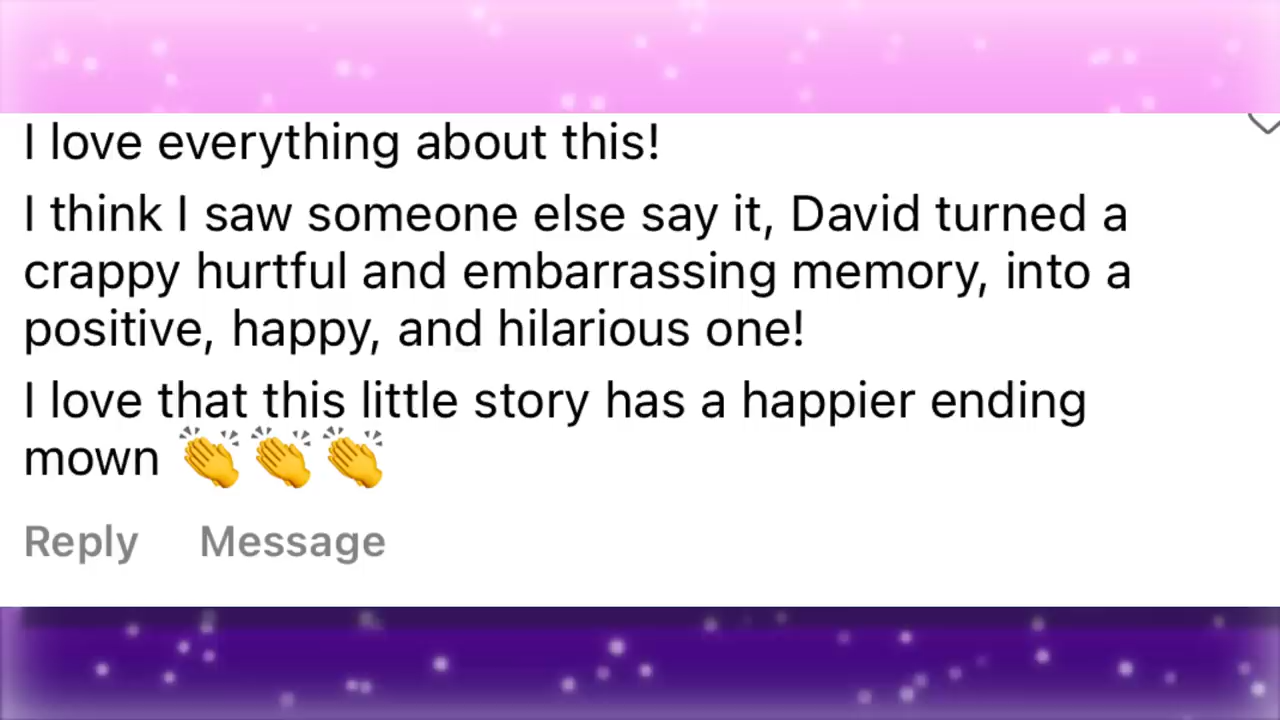 I love everything about this!
I think I saw someone else say it, David turned a
crappy hurtful and embarrassing memory, into a
positive, happy, and hilarious one!
I love that this little story has a happier ending
mown 👏👏👏
Reply Message